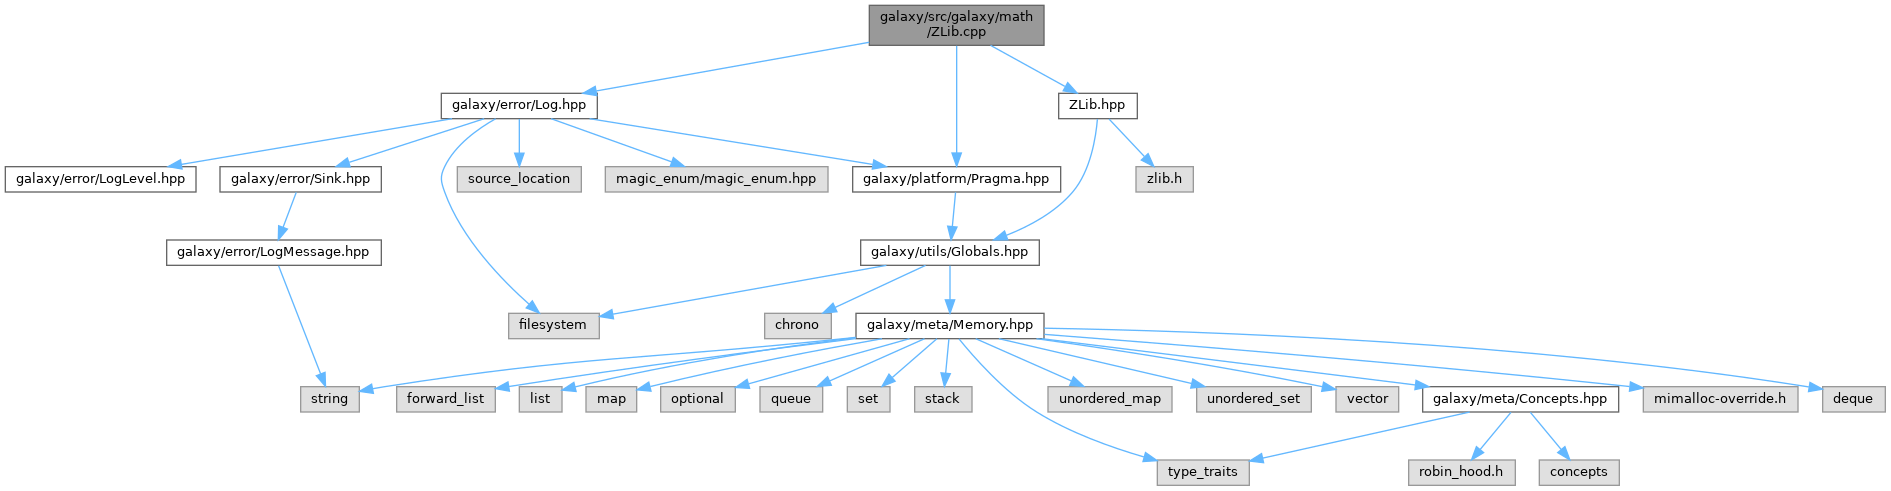 galaxy/src/galaxy/math
/ZLib.cpp
galaxy/error/Log.hpp
ZLib.hpp
galaxy/error/LogLevel.hpp
galaxy/error/Sink.hpp
source_location
magic_enum/magic_enum.hpp
galaxy/platform/Pragma.hpp
zlib.h
galaxy/error/LogMessage.hpp
galaxy/utils/Globals.hpp
filesystem
chrono
galaxy/meta/Memory.hpp
string
forward_list
list
map
optional
queue
set
stack
unordered_map
unordered_set
vector
galaxy/meta/Concepts.hpp
mimalloc-override.h
deque
type_traits
robin_hood.h
concepts